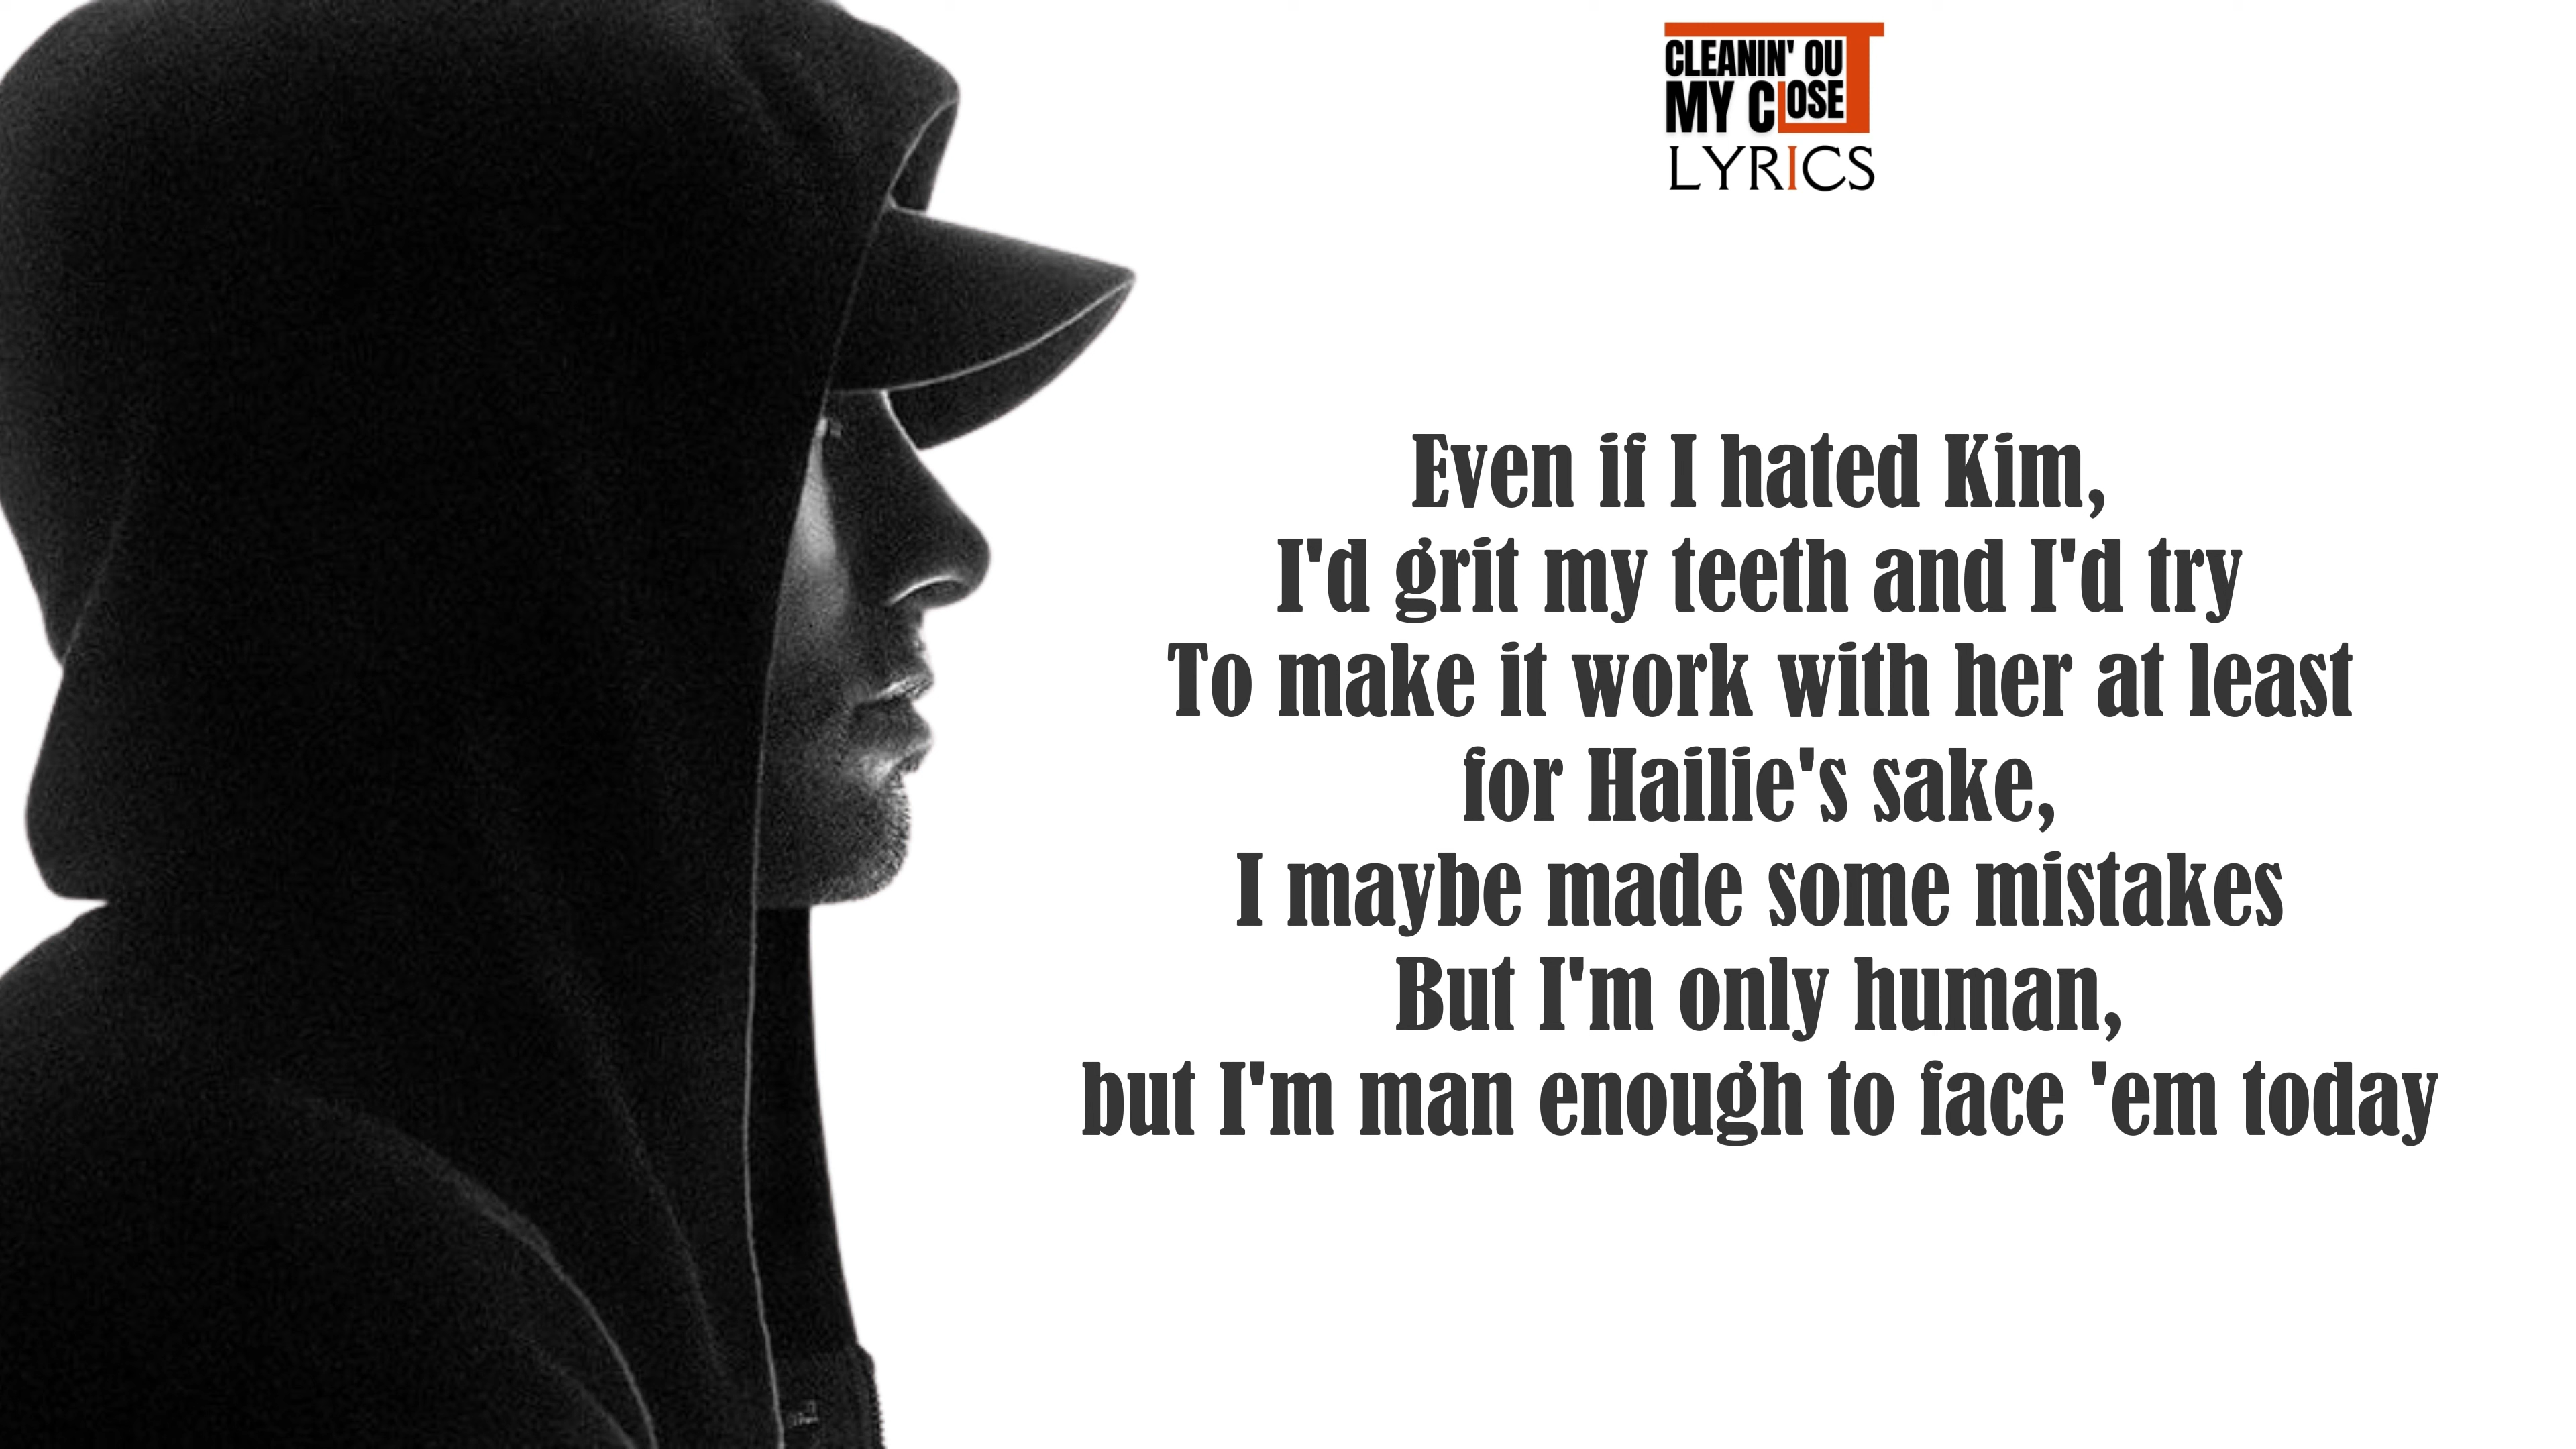 CLEANIN' OUT
MY CLOSET
LYRICS
Even if I hated Kim,
I'd grit my teeth and I'd try
To make it work with her at least
for Hailie's sake,
I maybe made some mistakes
But I'm only human,
but I'm man enough to face 'em today